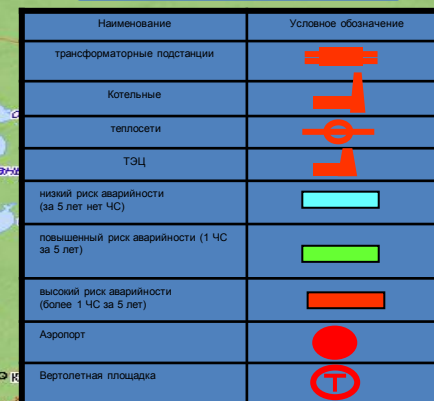 Наименование
Условное обозначение
трансформаторные подстанции
Котельные
теплосети
ТЭЦ
низкий риск аварийности
(за 5 лет нет ЧС)
повышенный риск аварийности (1 ЧС
за 5 лет)
высокий риск аварийности
(более 1 ЧС за 5 лет)
Аэропорт
Вертолетная площадка
Т